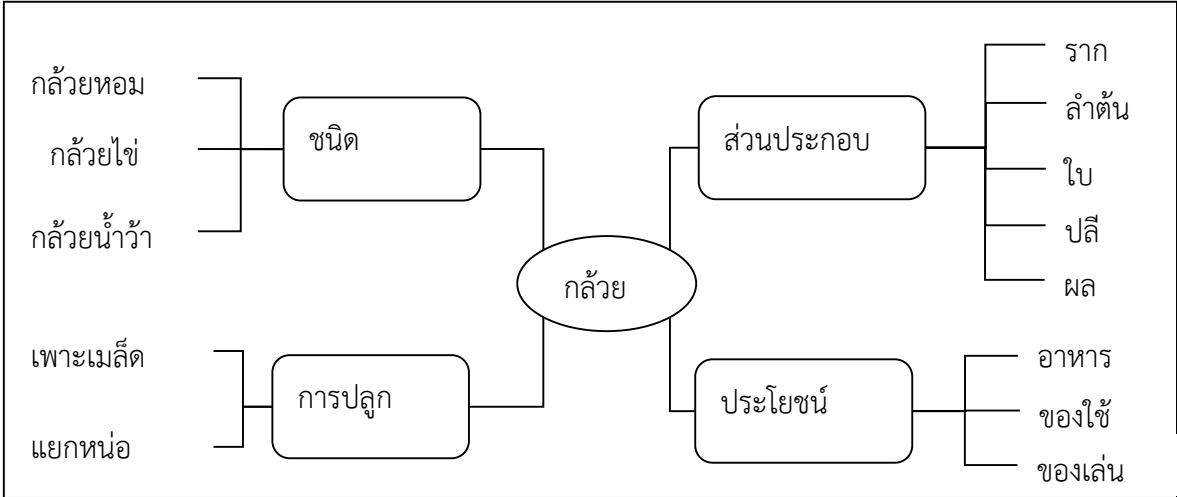 กล้วยหอม
กล้วยไข่
กล้วยน้ำว้า
ชนิด
เพาะเมล็ด
แยกหน่อ
การปลูก
กล้วย
ส่วนประกอบ
ราก
ลำต้น
ใบ
ปลี
ผล
ประโยชน์
อาหาร
ของใช้
ของเล่น